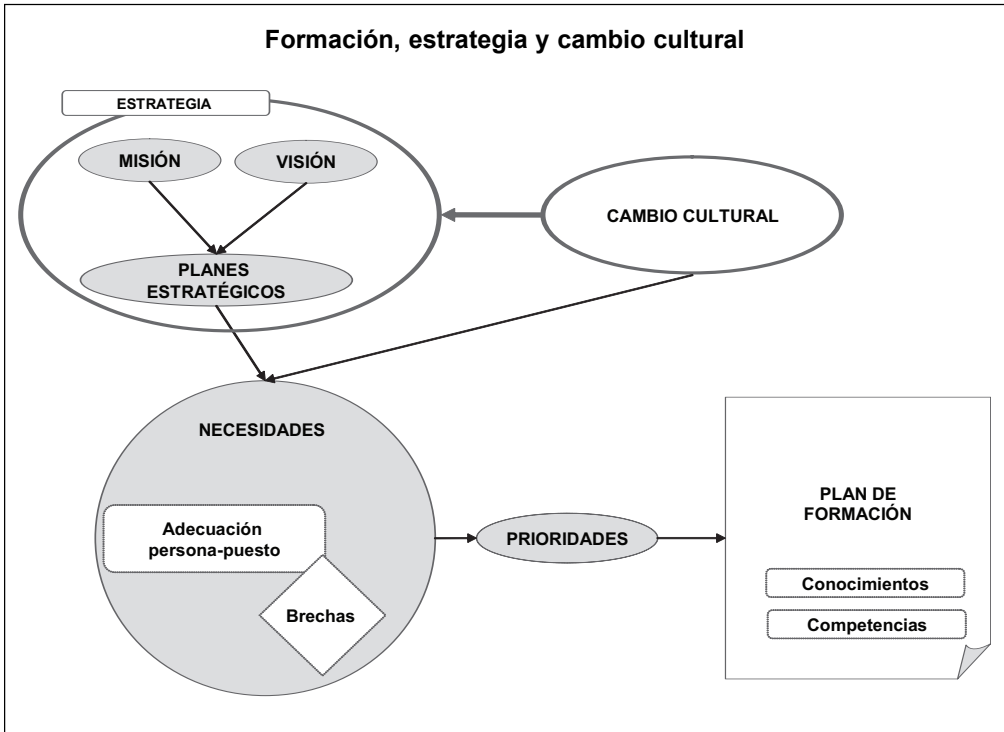 Formación, estrategia y cambio cultural
ESTRATEGIA
MISIÓN
VISIÓN
CAMBIO CULTURAL
PLANES
ESTRATÉGICOS
NECESIDADES
Adecuación
persona-puesto
Brechas
PRIORIDADES
PLAN DE
FORMACIÓN
Conocimientos
Competencias